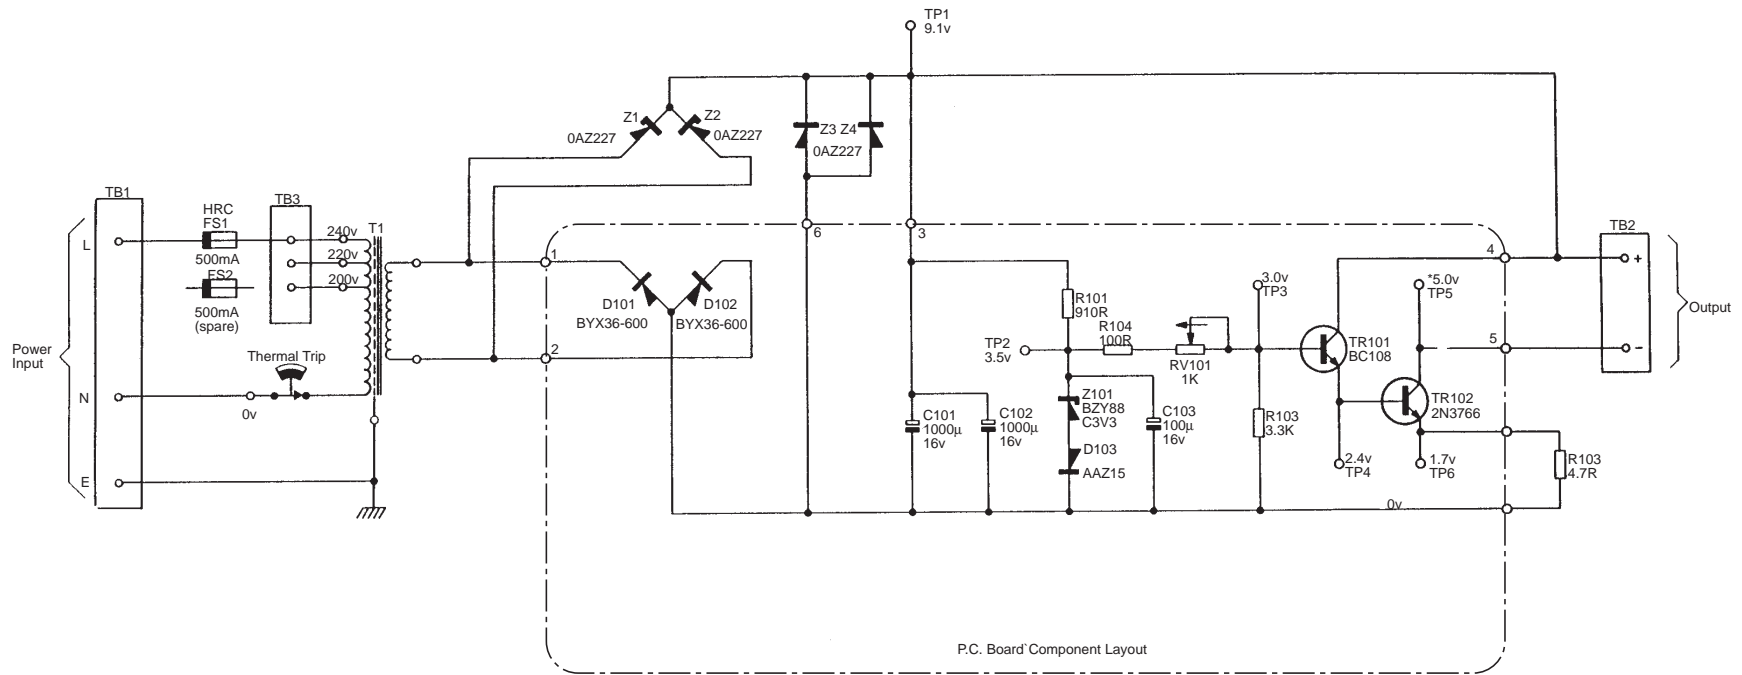 TP1
9.1v
Z1
Z2
0AZ227
0AZ227
Z3 Z4
0AZ227
TB1
HRC
FS1
500mA
FS2
500mA
(spare)
TB3
240v
220v
200v
T1
L
N
E
Power
Input
Thermal Trip
0v
1
2
6
3
4
5
D101
BYX36-600
D102
BYX36-600
R101
910R
R104
100R
TP2
3.5v
RV101
1K
3.0v
TP3
*5.0v
TP5
TR101
BC108
TR102
2N3766
Z101
BZY88
C3V3
D103
AAZ15
C101
1000µ
16v
C102
1000µ
16v
C103
100µ
16v
R103
3.3K
2.4v
TP4
1.7v
TP6
R103
4.7R
0v
TB2
+
-
Output
P.C. Board`Component Layout